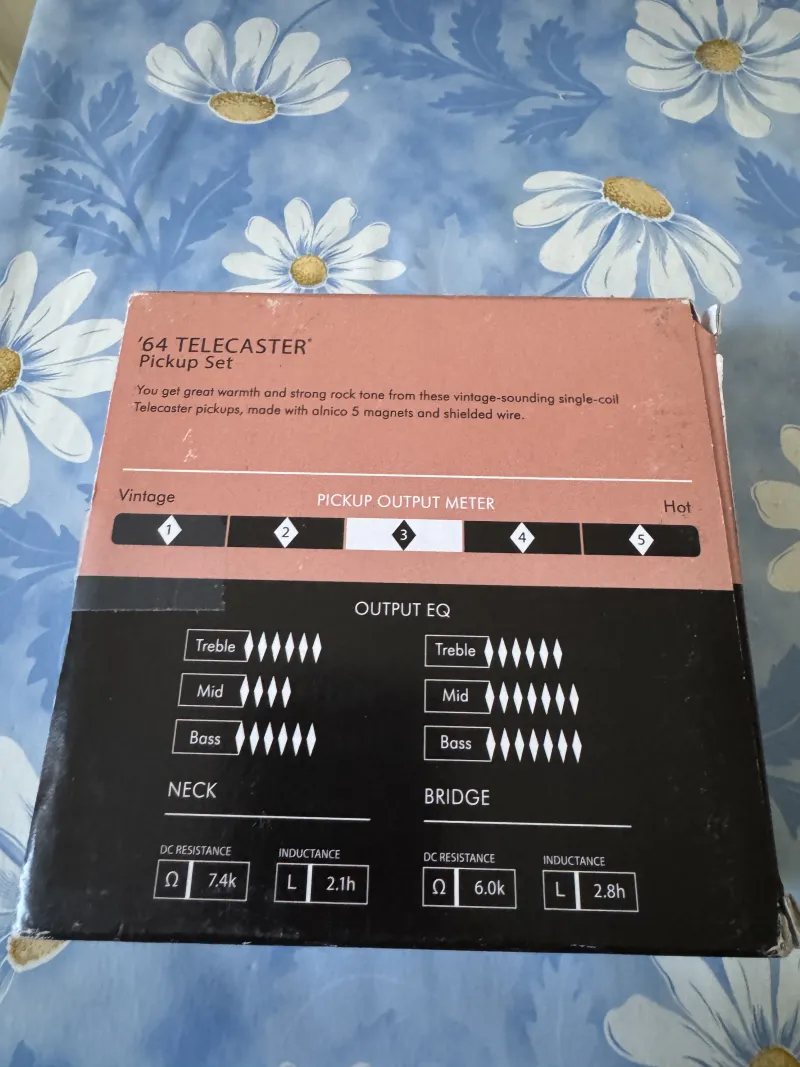 '64 TELECASTER®
Pickup Set
You get great warmth and strong rock tone from these vintage-sounding single-coil
Telecaster pickups, made with alnico 5 magnets and shielded wire.
Vintage PICKUP OUTPUT METER Hot
1 2 3 4 5
OUTPUT EQ
Treble Treble
Mid Mid
Bass Bass
NECK BRIDGE
DC RESISTANCE INDUCTANCE DC RESISTANCE INDUCTANCE
Ω 7.4k L 2.1h Ω 6.0k L 2.8h